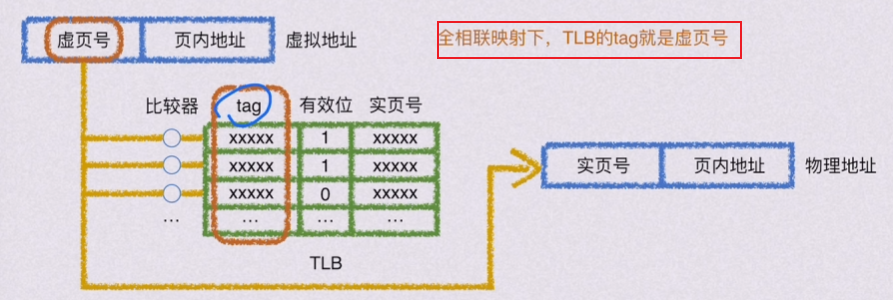 全相联映射下，TLB的tag就是虚页号
虚页号 页内地址 虚拟地址
比较器 tag 有效位 实页号
xxxxx 1 xxxxx
xxxxx 1 xxxxx
xxxxx 0 xxxxx
... ... ... ...
TLB
实页号 页内地址 物理地址